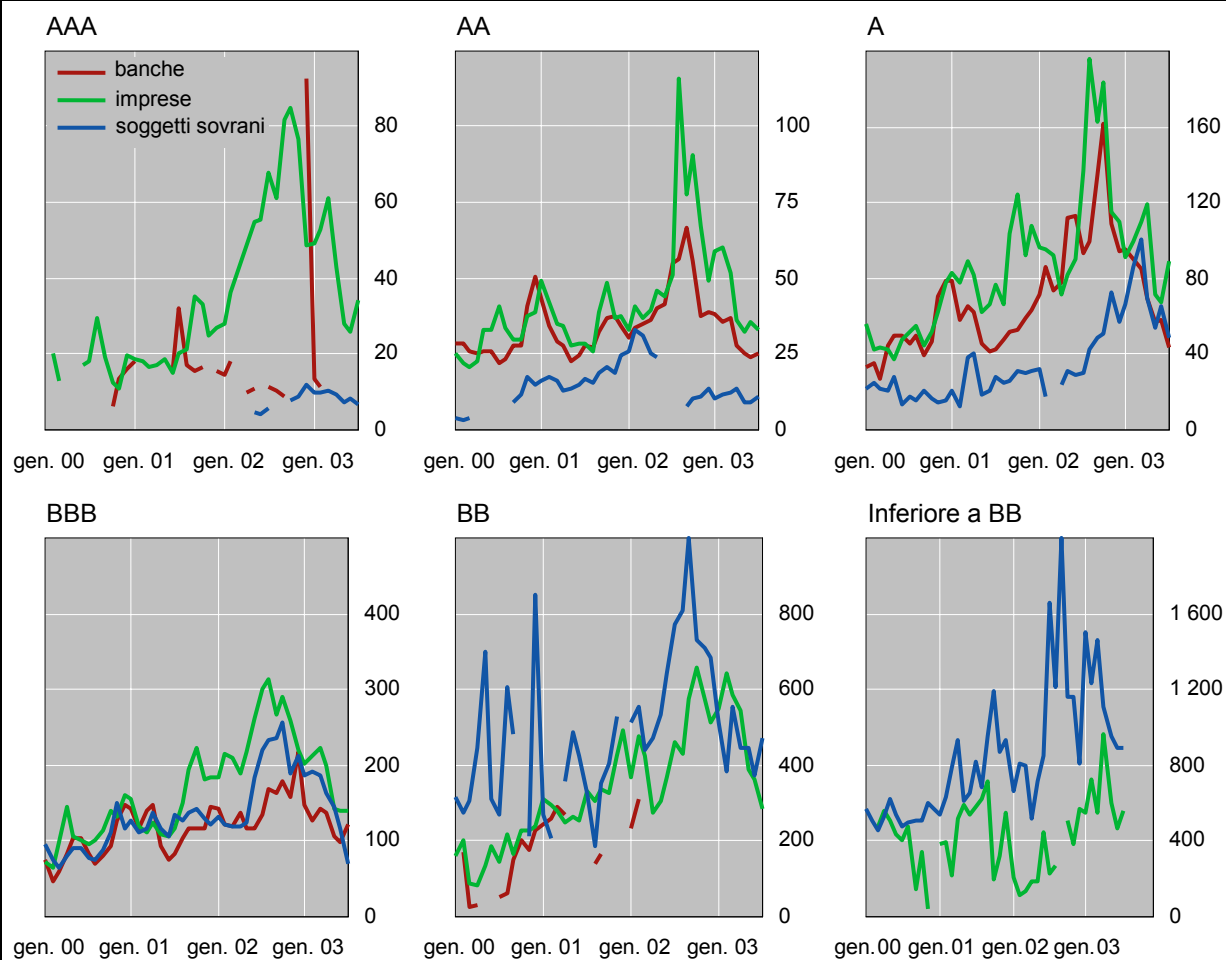 AAA
banche
imprese
soggetti sovrani
80
60
40
20
0
gen. 00 gen. 01 gen. 02 gen. 03
AA
100
75
50
25
0
gen. 00 gen. 01 gen. 02 gen. 03
A
160
120
80
40
0
gen. 00 gen. 01 gen. 02 gen. 03
BBB
400
300
200
100
0
gen. 00 gen. 01 gen. 02 gen. 03
BB
800
600
400
200
0
gen. 00 gen. 01 gen. 02 gen. 03
Inferiore a BB
1 600
1 200
800
400
0
gen.00 gen.01 gen.02 gen.03